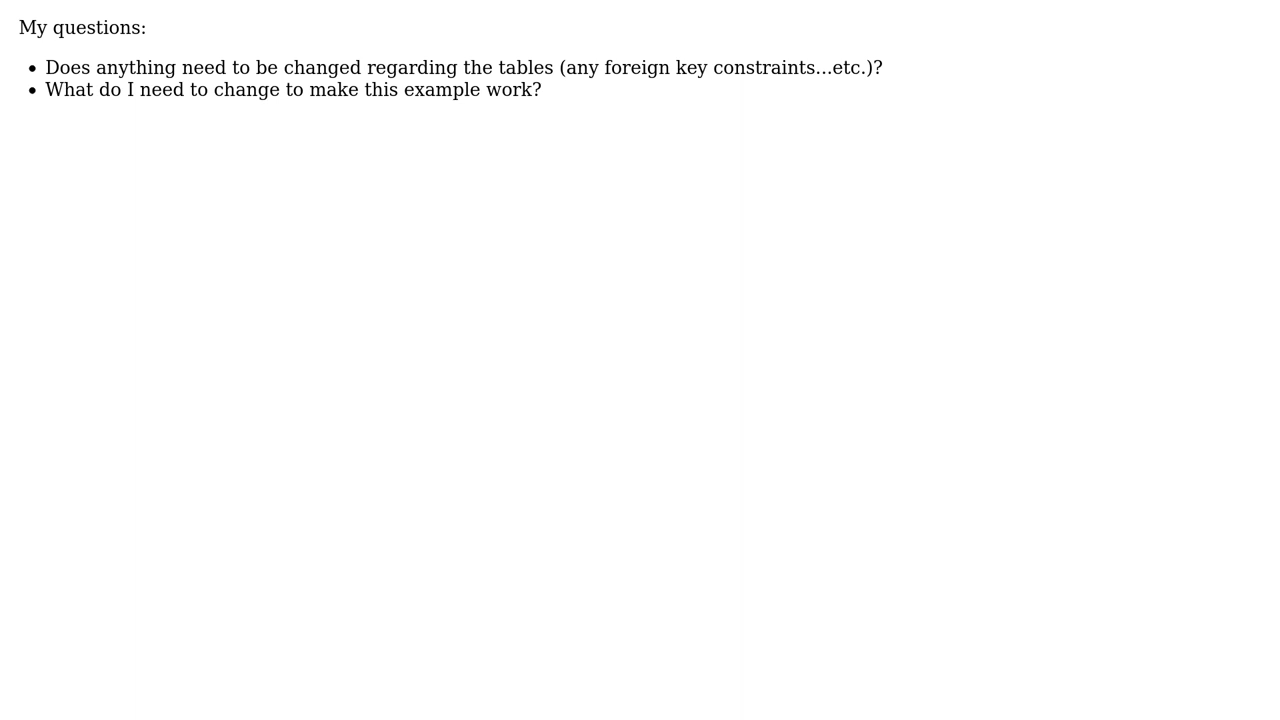 My questions:
Does anything need to be changed regarding the tables (any foreign key constraints...etc.)?
What do I need to change to make this example work?